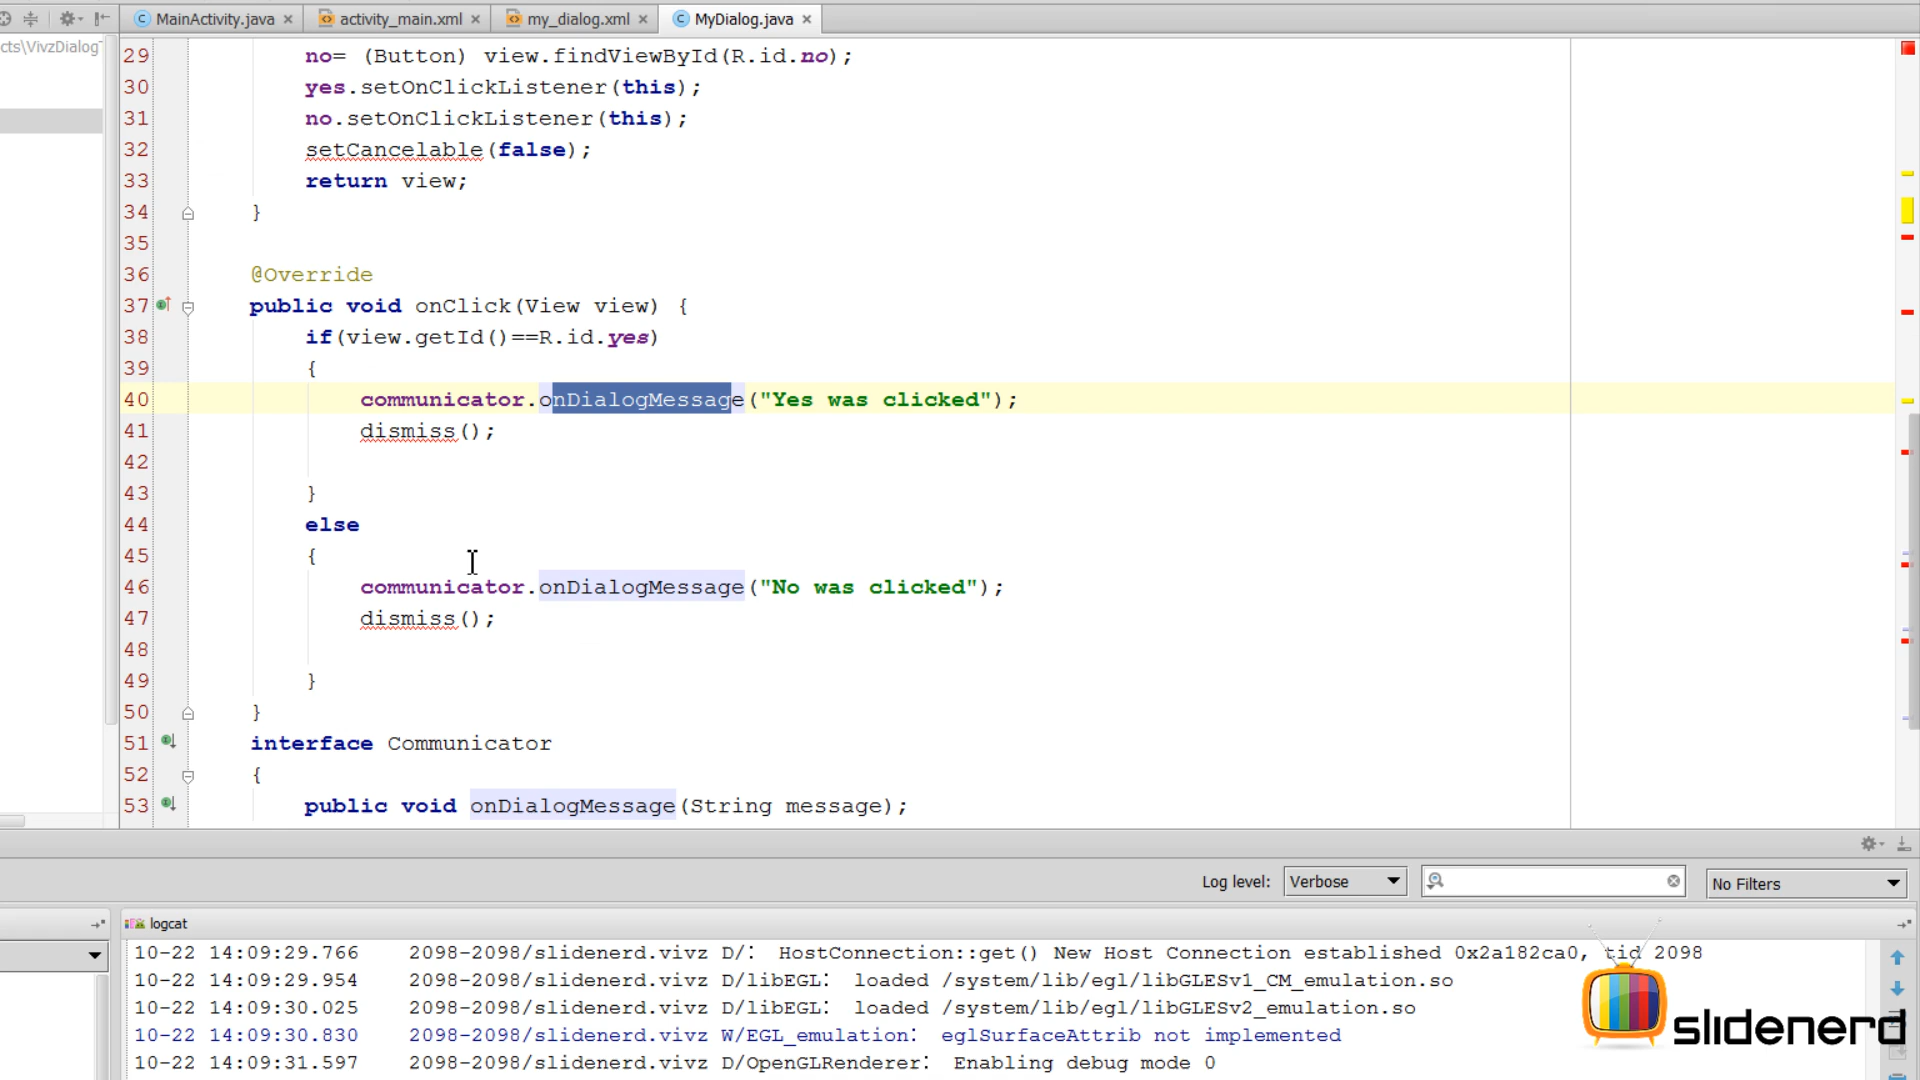 MainActivity.java
activity_main.xml
my_dialog.xml
MyDialog.java
cts\VivzDialog
29 no= (Button) view.findViewById(R.id.no);
30 yes.setOnClickListener(this);
31 no.setOnClickListener(this);
32 setCancelable(false);
33 return view;
34 }
35
36 @Override
37 public void onClick(View view) {
38 if(view.getId()==R.id.yes)
39 {
40 communicator.onDialogMessage("Yes was clicked");
41 dismiss();
42
43 }
44 else
45 {
46 communicator.onDialogMessage("No was clicked");
47 dismiss();
48
49 }
50 }
51 interface Communicator
52 {
53 public void onDialogMessage(String message);
Log level: Verbose No Filters
logcat
10-22 14:09:29.766 2098-2098/slidenerd.vivz D/: HostConnection::get() New Host Connection established 0x2a182ca0, tid 2098
10-22 14:09:29.954 2098-2098/slidenerd.vivz D/libEGL: loaded /system/lib/egl/libGLESv1_CM_emulation.so
10-22 14:09:30.025 2098-2098/slidenerd.vivz D/libEGL: loaded /system/lib/egl/libGLESv2_emulation.so
10-22 14:09:30.830 2098-2098/slidenerd.vivz W/EGL_emulation: eglSurfaceAttrib not implemented
10-22 14:09:31.597 2098-2098/slidenerd.vivz D/OpenGLRenderer: Enabling debug mode 0
slidenerd